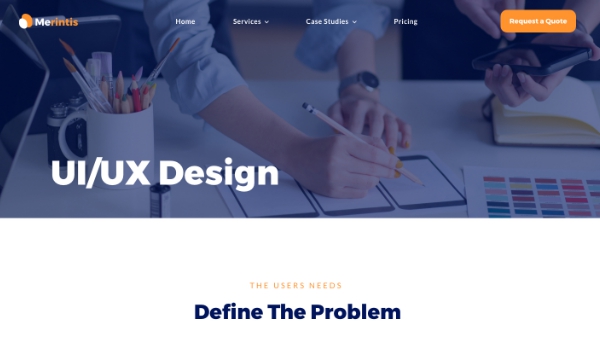 Merintis
Home
Services
Case Studies
Pricing
Request a Quote
UI/UX Design
THE USERS NEEDS
Define The Problem